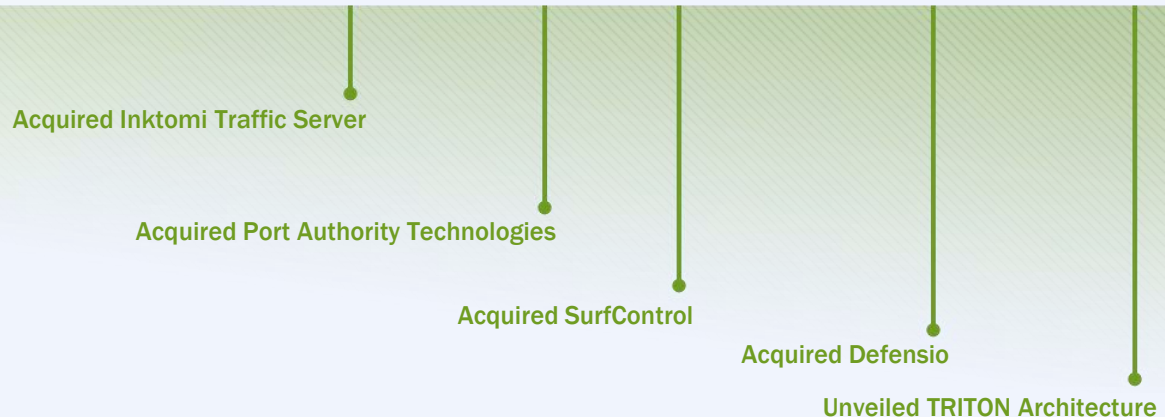 Acquired Inktomi Traffic Server
Acquired Port Authority Technologies
Acquired SurfControl
Acquired Defensio
Unveiled TRITON Architecture